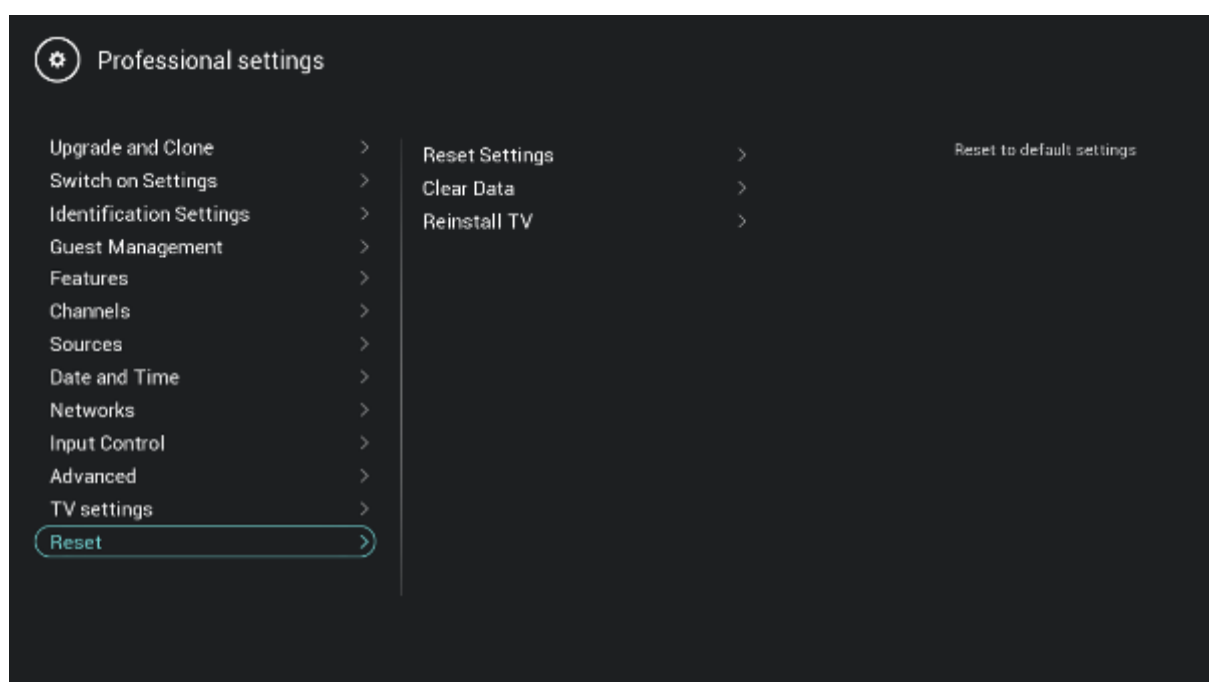 Professional settings
Upgrade and Clone
Switch on Settings
Identification Settings
Guest Management
Features
Channels
Sources
Date and Time
Networks
Input Control
Advanced
TV settings
Reset
Reset Settings
Clear Data
Reinstall TV
Reset to default settings